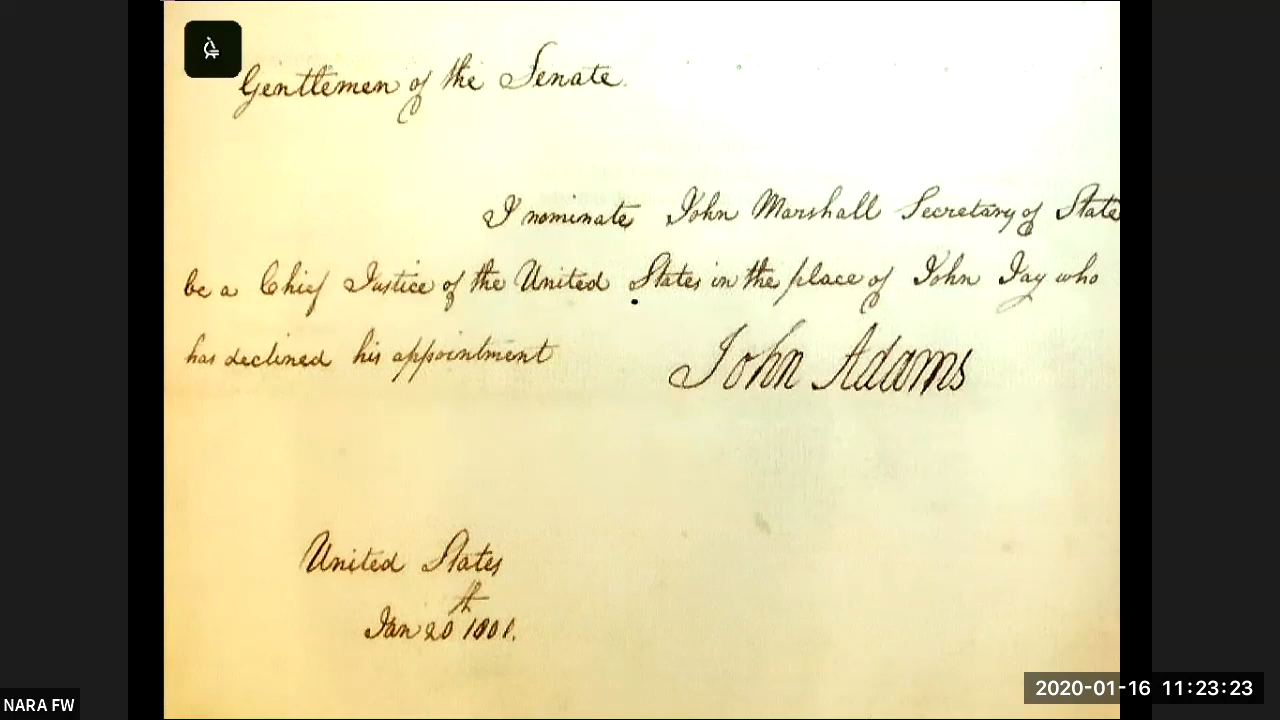 Gentlemen of the Senate.
I nominate John Marshall Secretary of State
be a Chief Justice of the United States in the place of John Jay who
has declined his appointment
John Adams
United States
Jan 20th 1801.
NARA FW
2020-01-16 11:23:23